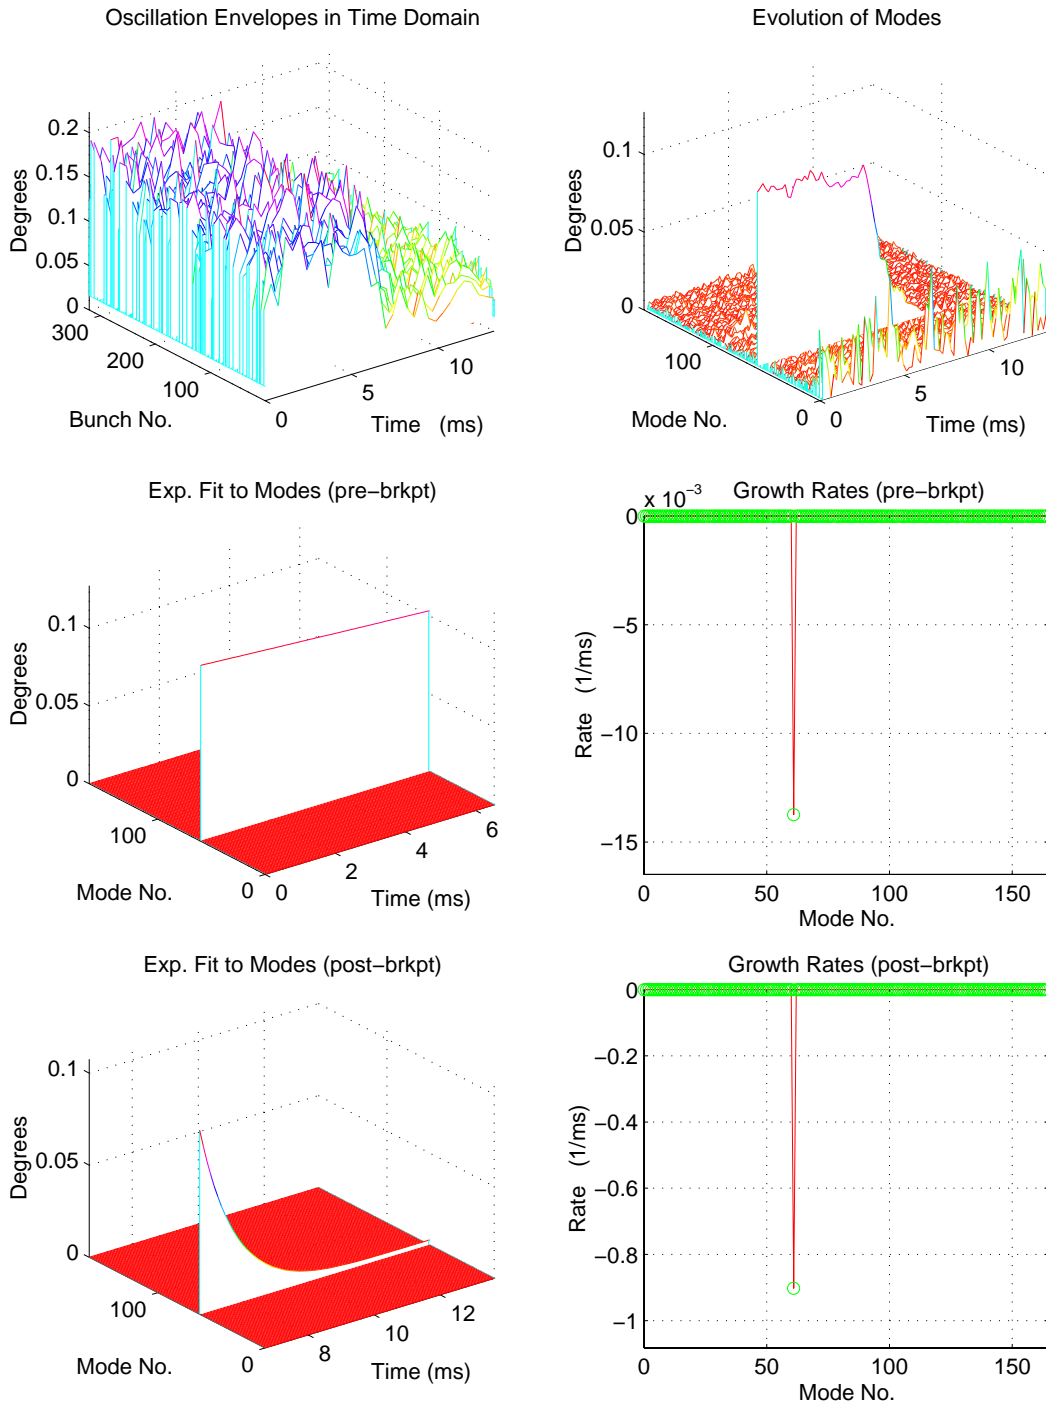 Oscillation Envelopes in Time Domain
Degrees
0.2
0.15
0.1
0.05
0
300
200
100
0
5
10
Bunch No.
Time (ms)
Evolution of Modes
Degrees
0.1
0.05
0
100
0
0
5
10
Mode No.
Time (ms)
Exp. Fit to Modes (pre−brkpt)
Degrees
0.1
0.05
0
100
0
0
2
4
6
Mode No.
Time (ms)
Growth Rates (pre−brkpt)
x 10−3
Rate (1/ms)
0
−5
−10
−15
0
50
100
150
Mode No.
Exp. Fit to Modes (post−brkpt)
Degrees
0.1
0.05
0
100
0
8
10
12
Mode No.
Time (ms)
Growth Rates (post−brkpt)
Rate (1/ms)
0
−0.2
−0.4
−0.6
−0.8
−1
0
50
100
150
Mode No.